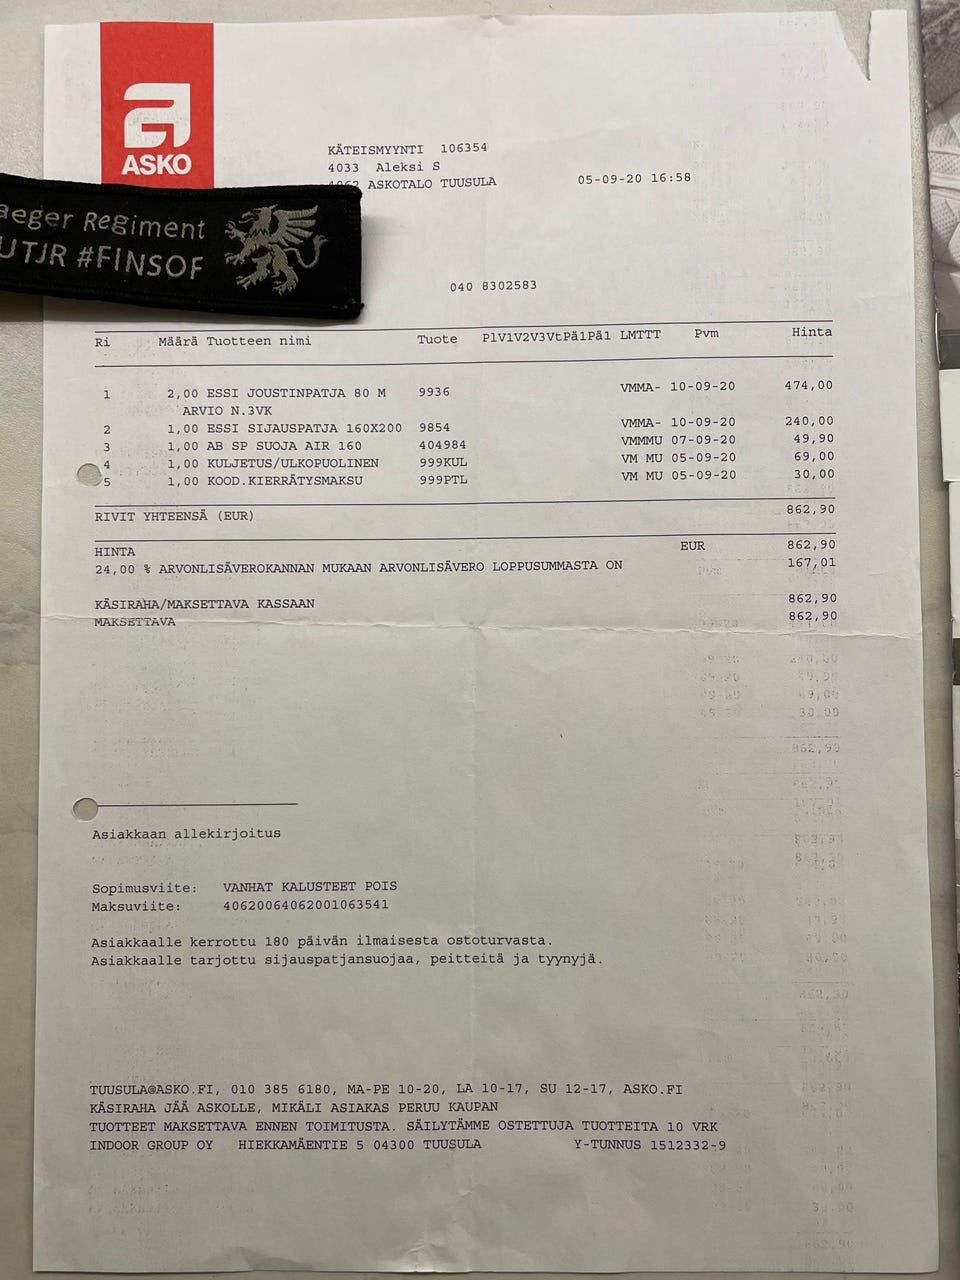 ASKO
KÄTEISMYYNTI 106354
4033 Aleksi S
4062 ASKOTALO TUUSULA 05-09-20 16:58
aeger Regiment
UTJR #FINSOF
040 8302583
Ri Määrä Tuotteen nimi Tuote PlV1V2V3VtPä1Pä1 LMTTT Pvm Hinta
1 2,00 ESSI JOUSTINPATJA 80 M 9936 VMMA- 10-09-20 474,00
ARVIO N.3VK
2 1,00 ESSI SIJAUSPATJA 160X200 9854 VMMA- 10-09-20 240,00
3 1,00 AB SP SUOJA AIR 160 404984 VMMMU 07-09-20 49,90
4 1,00 KULJETUS/ULKOPUOLINEN 999KUL VM MU 05-09-20 69,00
5 1,00 KOOD.KIERRÄTYSMAKSU 999PTL VM MU 05-09-20 30,00
RIVIT YHTEENSÄ (EUR) 862,90
HINTA EUR 862,90
24,00 % ARVONLISÄVEROKANNAN MUKAAN ARVONLISÄVERO LOPPUSUMMASTA ON 167,01
KÄSIRAHA/MAKSETTAVA KASSAAN 862,90
MAKSETTAVA 862,90
Asiakkaan allekirjoitus
Sopimusviite: VANHAT KALUSTEET POIS
Maksuviite: 40620064062001063541
Asiakkaalle kerrottu 180 päivän ilmaisesta ostoturvasta.
Asiakkaalle tarjottu sijauspatjansuojaa, peitteitä ja tyynyjä.
TUUSULA@ASKO.FI, 010 385 6180, MA-PE 10-20, LA 10-17, SU 12-17, ASKO.FI
KÄSIRAHA JÄÄ ASKOLLE, MIKÄLI ASIAKAS PERUU KAUPAN
TUOTTEET MAKSETTAVA ENNEN TOIMITUSTA. SÄILYTÄMME OSTETTUJA TUOTTEITA 10 VRK
INDOOR GROUP OY HIEKKAMÄENTIE 5 04300 TUUSULA Y-TUNNUS 1512332-9